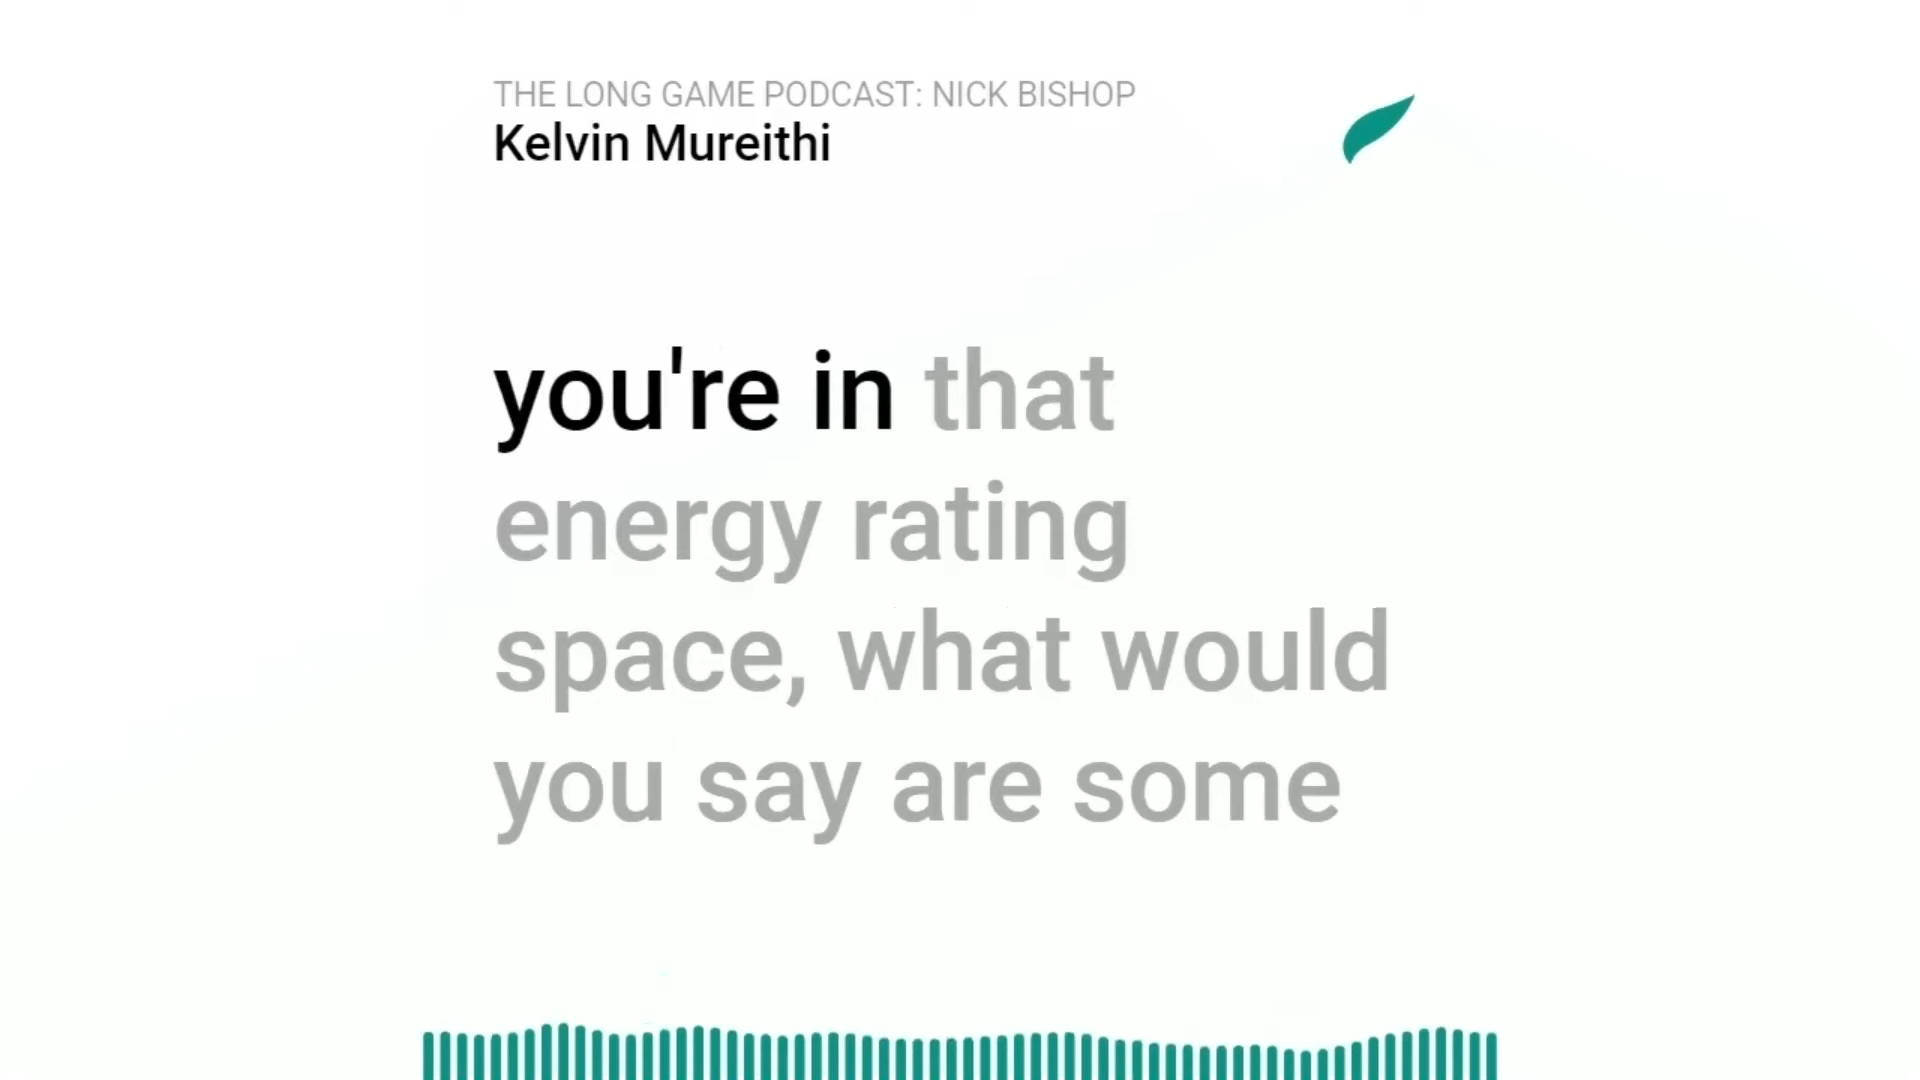 THE LONG GAME PODCAST: NICK BISHOP
Kelvin Mureithi
you're in that
energy rating
space, what would
you say are some